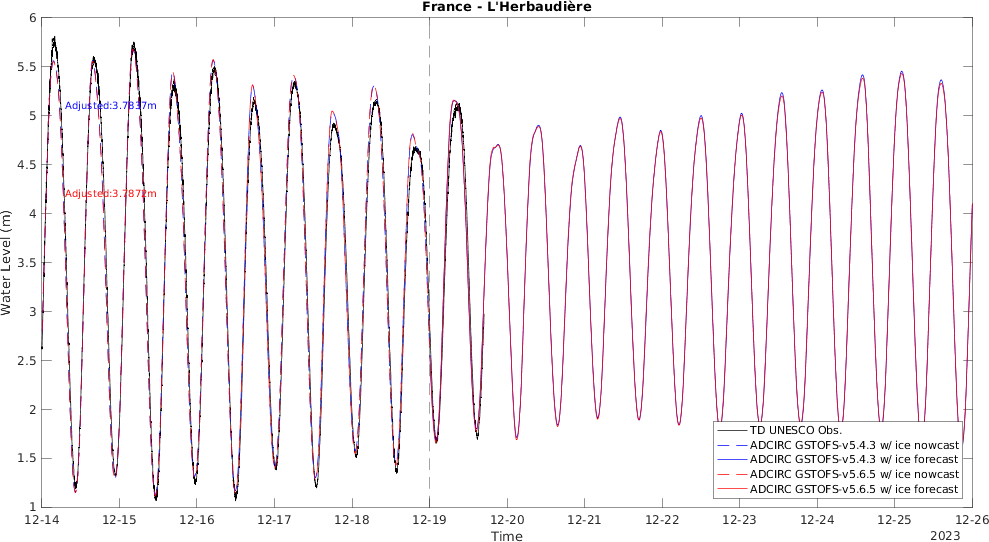 France - L'Herbaudière
6
5.5
5
4.5
4
3.5
3
2.5
2
1.5
1
Water Level (m)
Adjusted:3.7837m
Adjusted:3.7872m
TD UNESCO Obs.
ADCIRC GSTOFS-v5.4.3 w/ ice nowcast
ADCIRC GSTOFS-v5.4.3 w/ ice forecast
ADCIRC GSTOFS-v5.6.5 w/ ice nowcast
ADCIRC GSTOFS-v5.6.5 w/ ice forecast
12-14 12-15 12-16 12-17 12-18 12-19 12-20 12-21 12-22 12-23 12-24 12-25 12-26
Time
2023